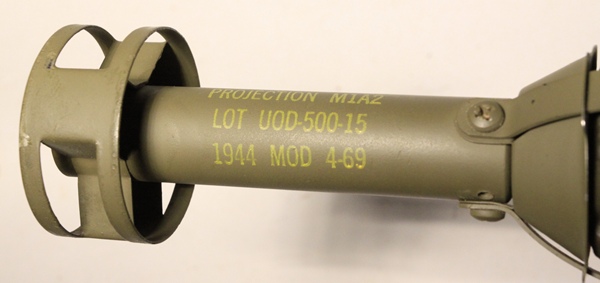 PROJECTION M1A2
LOT UOD-500-15
1944 MOD 4-69